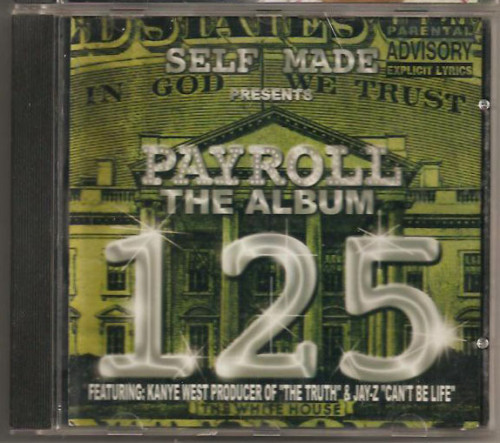 ED STATES
PARENTAL
ADVISORY
EXPLICIT LYRICS
SELF MADE
IN GOD WE TRUST
PRESENTS
PAYROLL
THE ALBUM
125
FEATURING: KANYE WEST PRODUCER OF "THE TRUTH" & JAY-Z "CAN'T BE LIFE"
THE WHITE HOUSE